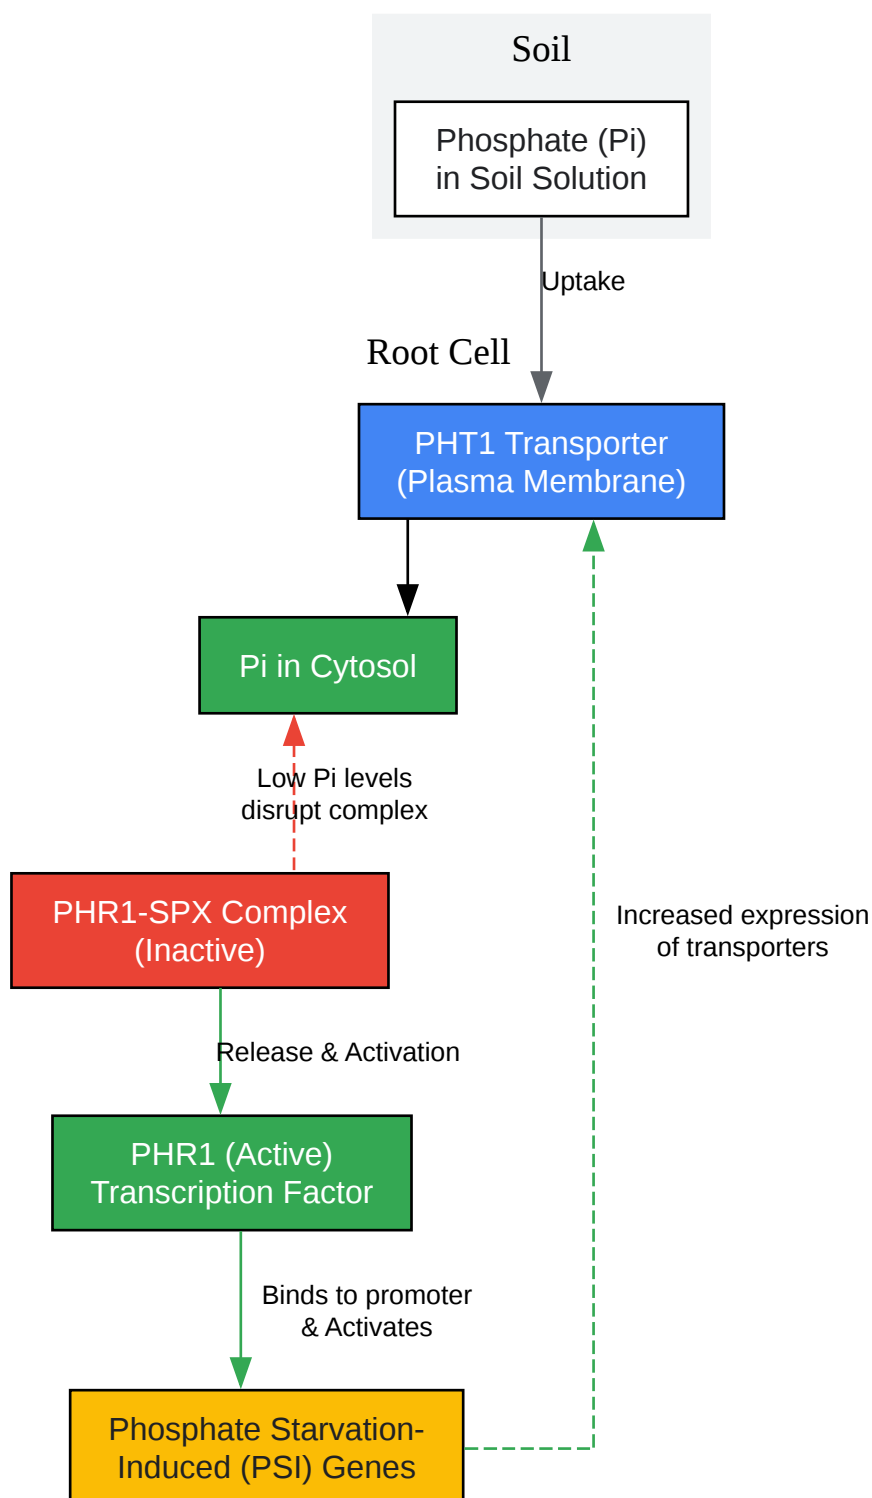 Soil
Phosphate (Pi)
in Soil Solution
Uptake
Root Cell
PHT1 Transporter
(Plasma Membrane)
Pi in Cytosol
Low Pi levels
disrupt complex
PHR1-SPX Complex
(Inactive)
Increased expression
of transporters
Release & Activation
PHR1 (Active)
Transcription Factor
Binds to promoter
& Activates
Phosphate Starvation-
Induced (PSI) Genes